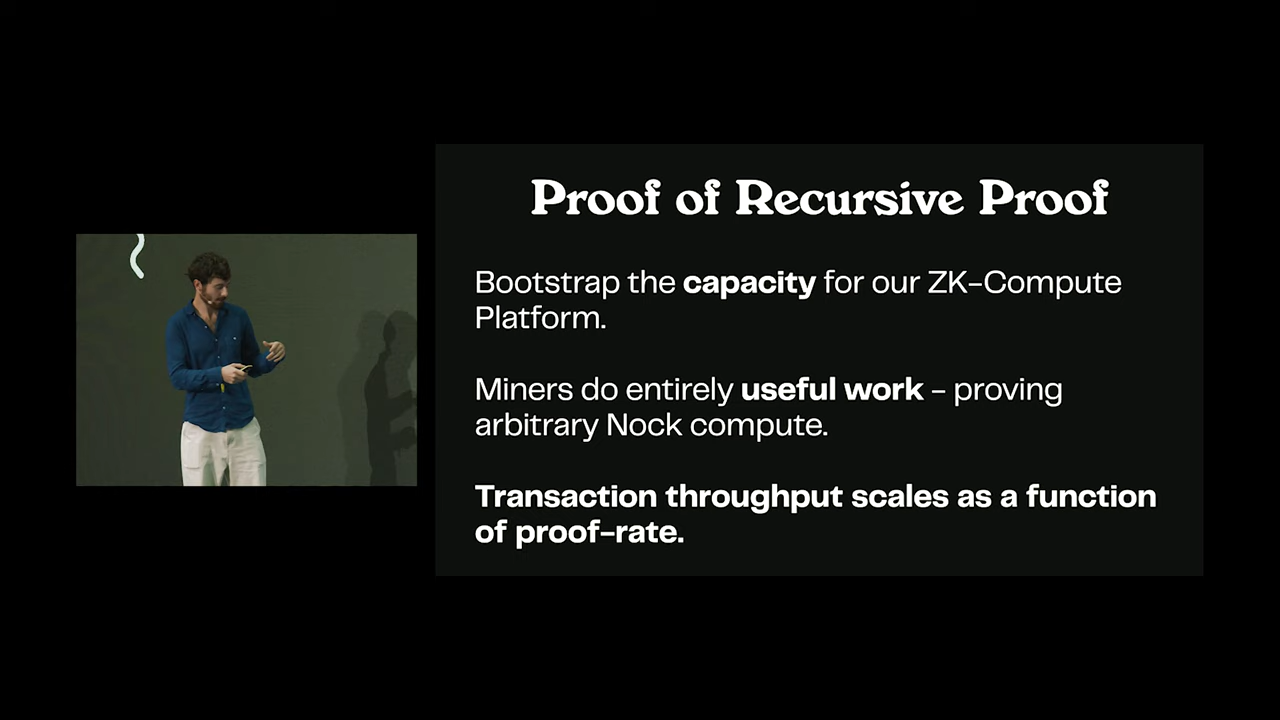 Proof of Recursive Proof
Bootstrap the capacity for our ZK-Compute
Platform.
Miners do entirely useful work - proving
arbitrary Nock compute.
Transaction throughput scales as a function
of proof-rate.